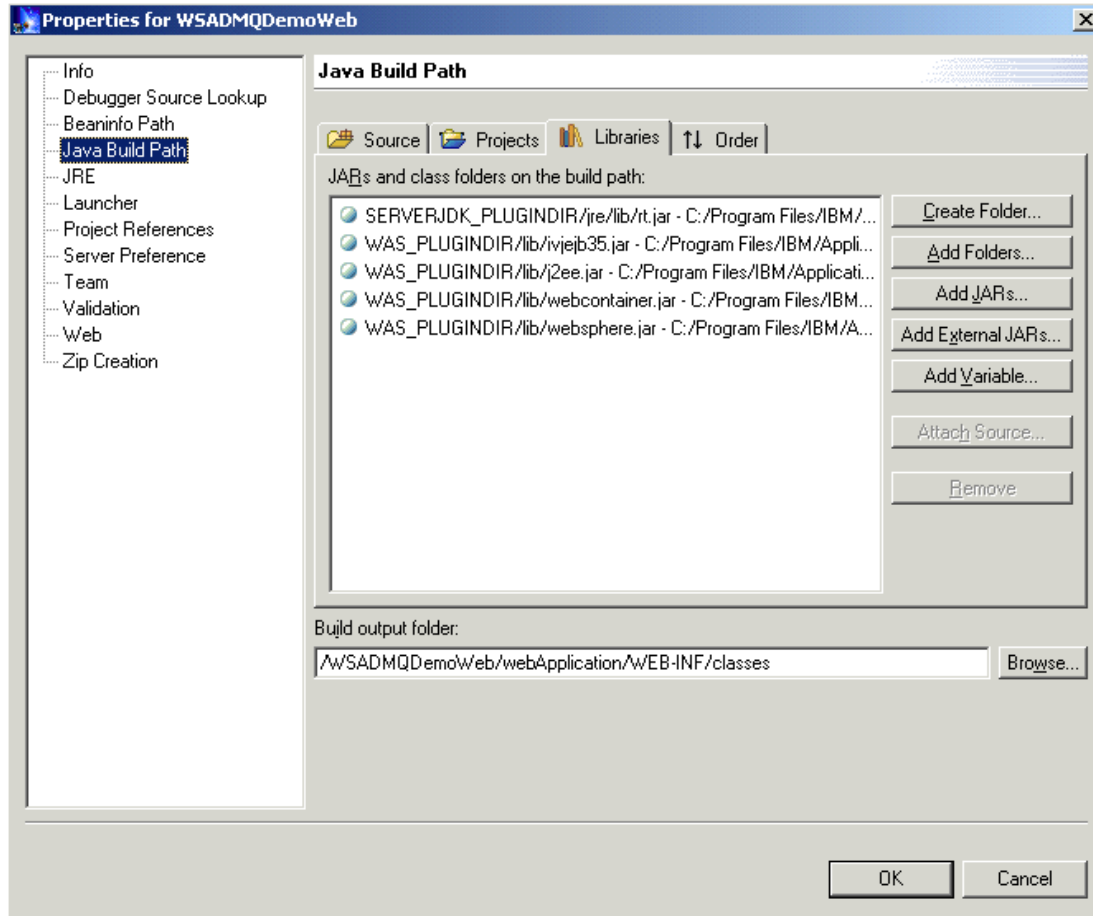 Properties for WSADMQDemoWeb
Info
Debugger Source Lookup
Beaninfo Path
Java Build Path
JRE
Launcher
Project References
Server Preference
Team
Validation
Web
Zip Creation
Java Build Path
Source Projects Libraries Order
JARs and class folders on the build path:
SERVERJDK_PLUGINDIR/jre/lib/rt.jar - C:/Program Files/IBM/...
WAS_PLUGINDIR/lib/ivjejb35.jar - C:/Program Files/IBM/Appli...
WAS_PLUGINDIR/lib/j2ee.jar - C:/Program Files/IBM/Applicati...
WAS_PLUGINDIR/lib/webcontainer.jar - C:/Program Files/IBM...
WAS_PLUGINDIR/lib/websphere.jar - C:/Program Files/IBM/A...
Create Folder...
Add Folders...
Add JARs...
Add External JARs...
Add Variable...
Attach Source...
Remove
Build output folder:
/WSADMQDemoWeb/webApplication/WEB-INF/classes
Browse...
OK
Cancel